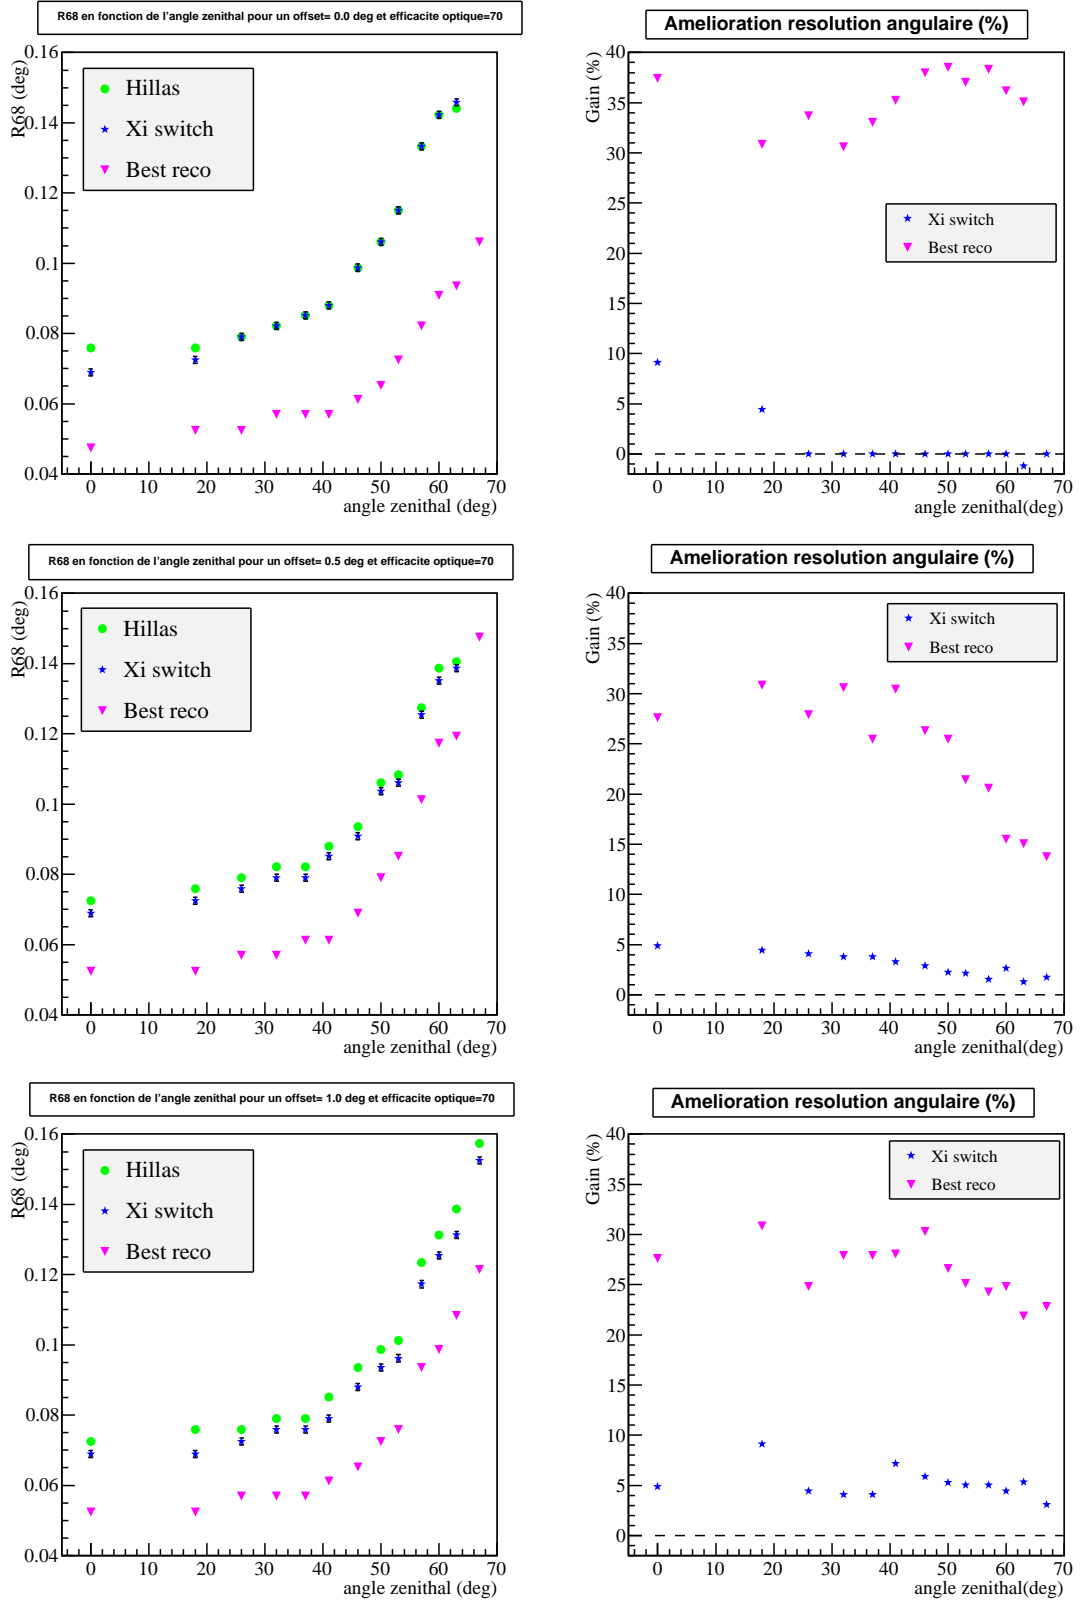 R68 en fonction de l'angle zenithal pour un offset= 0.0 deg et efficacite optique=70
R68 (deg)
0.16
0.14
0.12
0.1
0.08
0.06
0.04
Hillas
Xi switch
Best reco
0 10 20 30 40 50 60 70
angle zenithal (deg)
Amelioration resolution angulaire (%)
Gain (%)
40
35
30
25
20
15
10
5
0
Xi switch
Best reco
0 10 20 30 40 50 60 70
angle zenithal(deg)
R68 en fonction de l'angle zenithal pour un offset= 0.5 deg et efficacite optique=70
R68 (deg)
0.16
0.14
0.12
0.1
0.08
0.06
0.04
Hillas
Xi switch
Best reco
0 10 20 30 40 50 60 70
angle zenithal (deg)
Amelioration resolution angulaire (%)
Gain (%)
40
35
30
25
20
15
10
5
0
Xi switch
Best reco
0 10 20 30 40 50 60 70
angle zenithal(deg)
R68 en fonction de l'angle zenithal pour un offset= 1.0 deg et efficacite optique=70
R68 (deg)
0.16
0.14
0.12
0.1
0.08
0.06
0.04
Hillas
Xi switch
Best reco
0 10 20 30 40 50 60 70
angle zenithal (deg)
Amelioration resolution angulaire (%)
Gain (%)
40
35
30
25
20
15
10
5
0
Xi switch
Best reco
0 10 20 30 40 50 60 70
angle zenithal(deg)